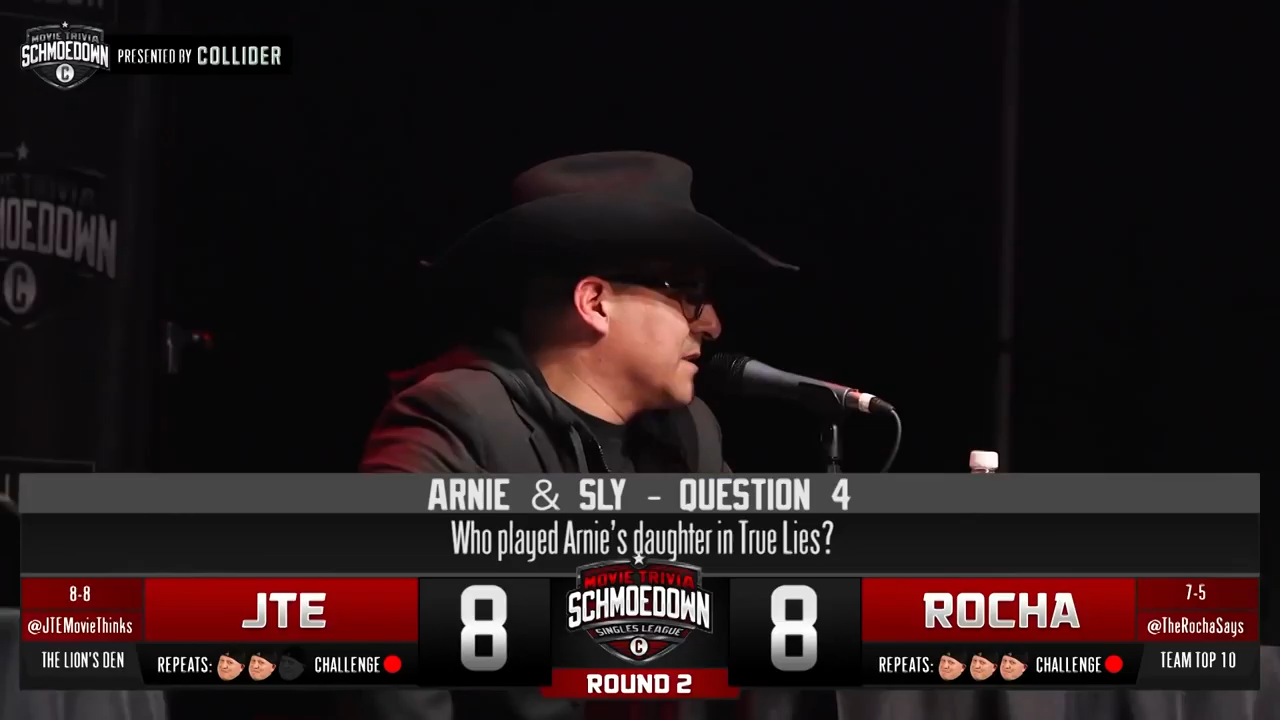 MOVIE TRIVIA
SCHMOEDOWN
C
PRESENTED BY COLLIDER
MOEDOWN
C
ARNIE & SLY - QUESTION 4
Who played Arnie's daughter in True Lies?
8-8
@JTEMovieThinks
THE LION'S DEN
JTE
REPEATS:
CHALLENGE
8
MOVIE TRIVIA
SCHMOEDOWN
SINGLES LEAGUE
C
ROUND 2
8
ROCHA
REPEATS:
CHALLENGE
7-5
@TheRochaSays
TEAM TOP 10